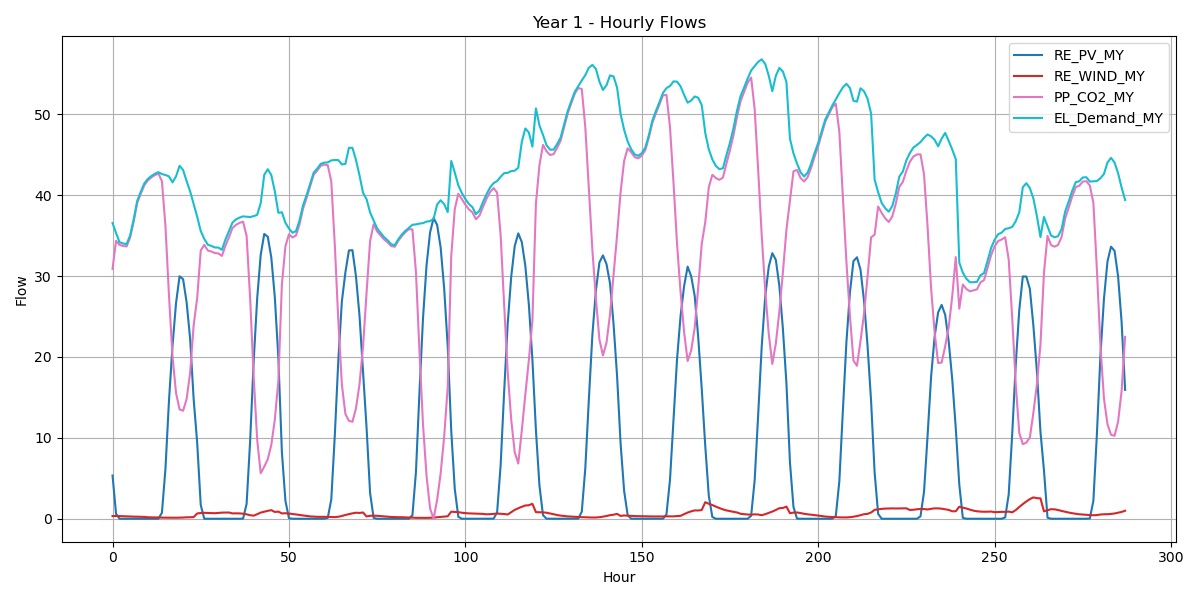 Year 1 - Hourly Flows
RE_PV_MY
RE_WIND_MY
PP_CO2_MY
EL_Demand_MY
Flow
50
40
30
20
10
0
0 50 100 150 200 250 300
Hour